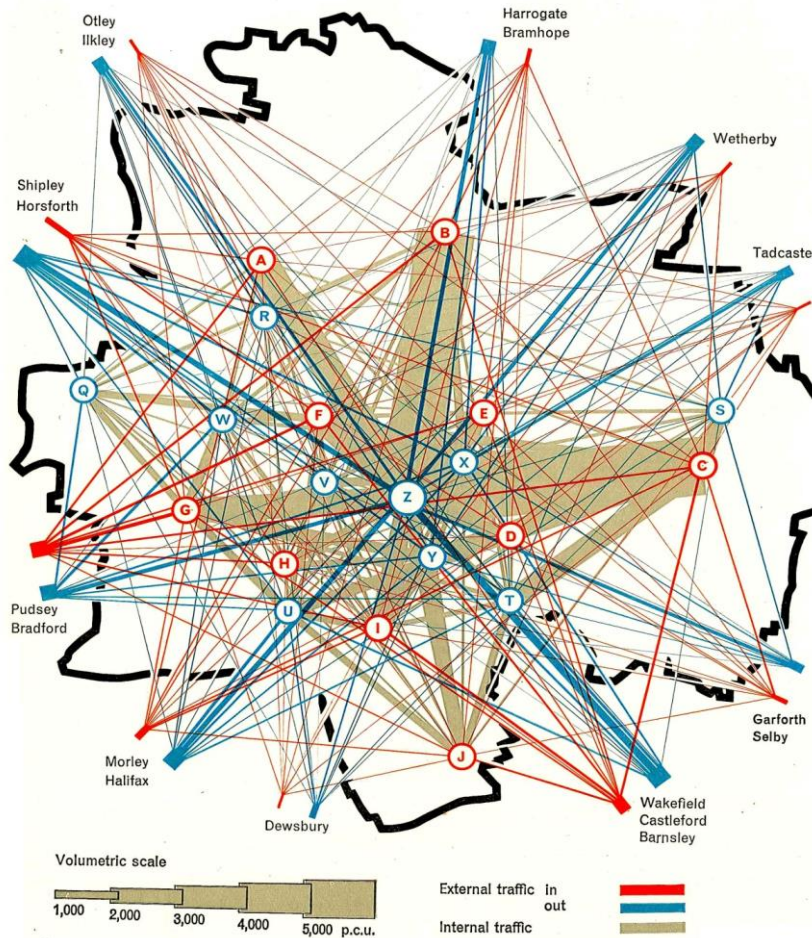 Otley
Ilkley
Harrogate
Bramhope
Wetherby
Shipley
Horsforth
Tadcaste
B
A
R
Q
W
F
E
S
X
C
V
Z
G
D
H
Y
Pudsey
Bradford
U
T
I
Garforth
Selby
J
Morley
Halifax
Dewsbury
Wakefield
Castleford
Barnsley
Volumetric scale
1,000
2,000
3,000
4,000
5,000 p.c.u.
External traffic in
out
Internal traffic